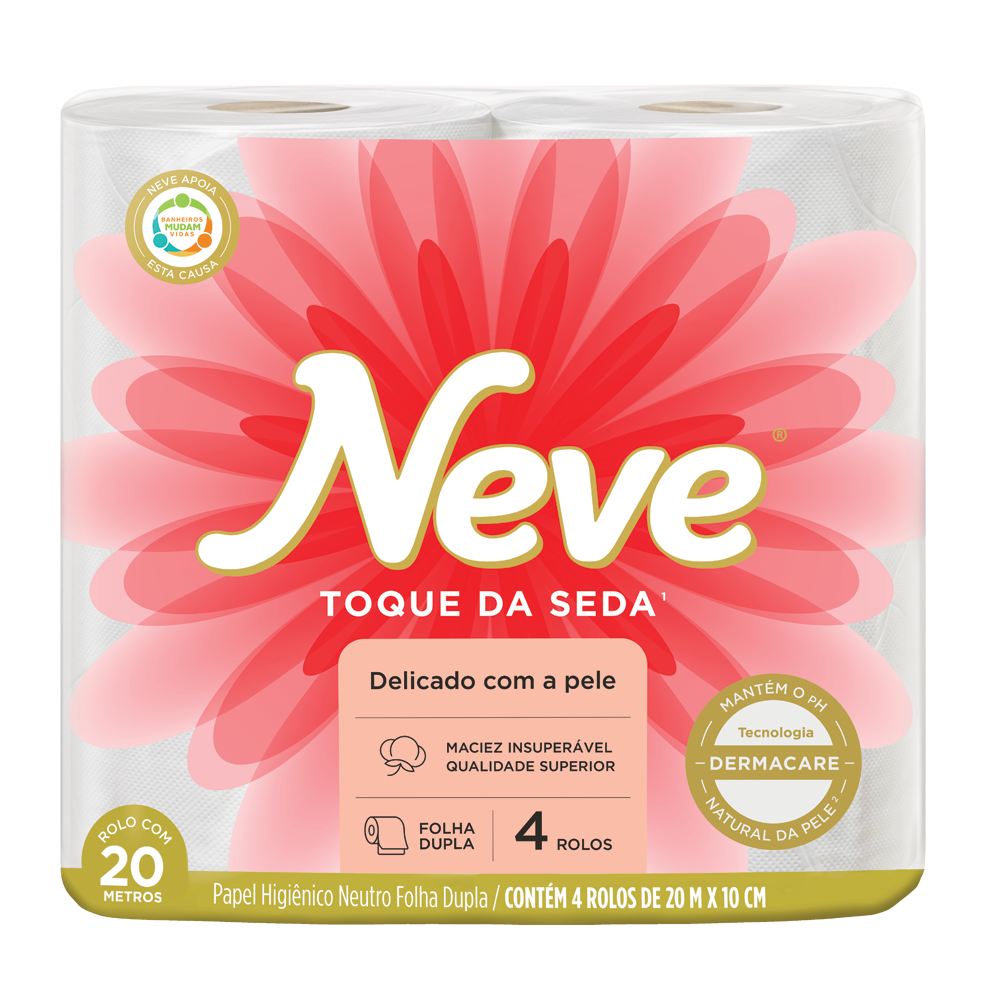 NEVE APOIA
BANHEIROS
MUDAM
VIDAS
ESTA CAUSA
Neve®
TOQUE DA SEDA¹
Delicado com a pele
MACIEZ INSUPERÁVEL
QUALIDADE SUPERIOR
FOLHA
DUPLA
4 ROLOS
MANTÉM O PH
Tecnologia
DERMACARE
NATURAL DA PELE²
ROLO COM
20
METROS
Papel Higiênico Neutro Folha Dupla / CONTÉM 4 ROLOS DE 20 M X 10 CM